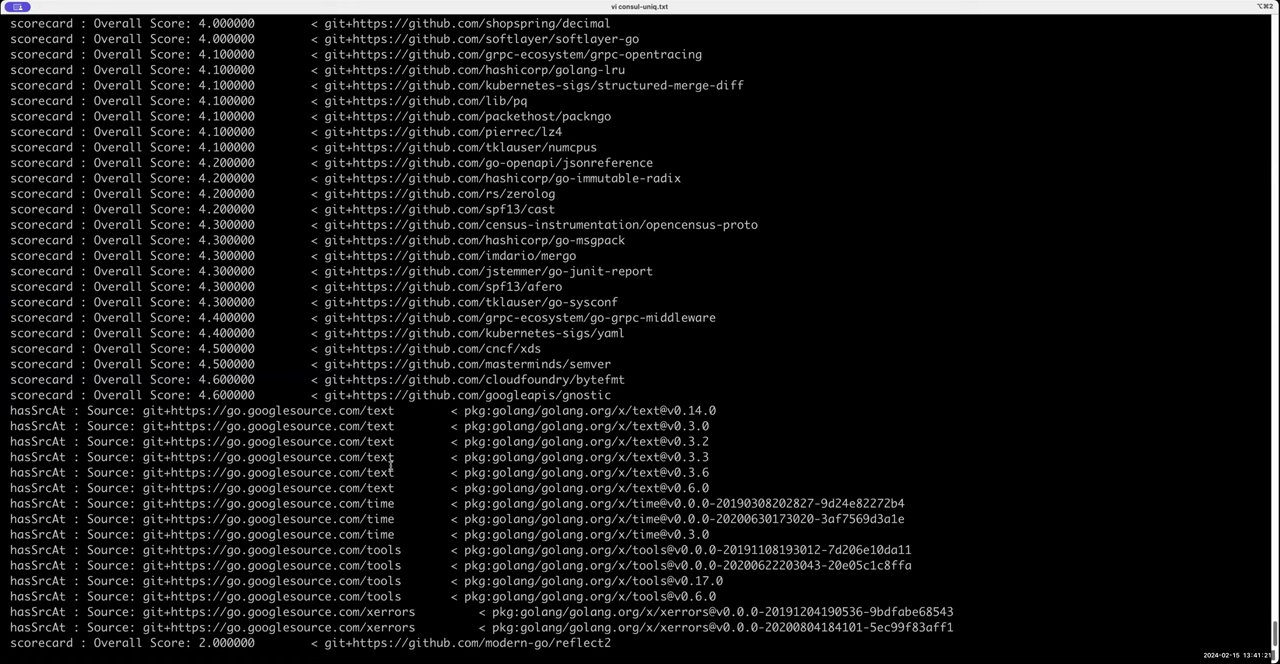 vi consul-uniq.txt
⌥⌘2
scorecard : Overall Score: 4.000000 < git+https://github.com/shopspring/decimal
scorecard : Overall Score: 4.000000 < git+https://github.com/softlayer/softlayer-go
scorecard : Overall Score: 4.100000 < git+https://github.com/grpc-ecosystem/grpc-opentracing
scorecard : Overall Score: 4.100000 < git+https://github.com/hashicorp/golang-lru
scorecard : Overall Score: 4.100000 < git+https://github.com/kubernetes-sigs/structured-merge-diff
scorecard : Overall Score: 4.100000 < git+https://github.com/lib/pq
scorecard : Overall Score: 4.100000 < git+https://github.com/packethost/packngo
scorecard : Overall Score: 4.100000 < git+https://github.com/pierrec/lz4
scorecard : Overall Score: 4.100000 < git+https://github.com/tklauser/numcpus
scorecard : Overall Score: 4.200000 < git+https://github.com/go-openapi/jsonreference
scorecard : Overall Score: 4.200000 < git+https://github.com/hashicorp/go-immutable-radix
scorecard : Overall Score: 4.200000 < git+https://github.com/rs/zerolog
scorecard : Overall Score: 4.200000 < git+https://github.com/spf13/cast
scorecard : Overall Score: 4.300000 < git+https://github.com/census-instrumentation/opencensus-proto
scorecard : Overall Score: 4.300000 < git+https://github.com/hashicorp/go-msgpack
scorecard : Overall Score: 4.300000 < git+https://github.com/imdario/mergo
scorecard : Overall Score: 4.300000 < git+https://github.com/jstemmer/go-junit-report
scorecard : Overall Score: 4.300000 < git+https://github.com/spf13/afero
scorecard : Overall Score: 4.300000 < git+https://github.com/tklauser/go-sysconf
scorecard : Overall Score: 4.400000 < git+https://github.com/grpc-ecosystem/go-grpc-middleware
scorecard : Overall Score: 4.400000 < git+https://github.com/kubernetes-sigs/yaml
scorecard : Overall Score: 4.500000 < git+https://github.com/cncf/xds
scorecard : Overall Score: 4.500000 < git+https://github.com/masterminds/semver
scorecard : Overall Score: 4.600000 < git+https://github.com/cloudfoundry/bytefmt
scorecard : Overall Score: 4.600000 < git+https://github.com/googleapis/gnostic
hasSrcAt : Source: git+https://go.googlesource.com/text < pkg:golang/golang.org/x/text@v0.14.0
hasSrcAt : Source: git+https://go.googlesource.com/text < pkg:golang/golang.org/x/text@v0.3.0
hasSrcAt : Source: git+https://go.googlesource.com/text < pkg:golang/golang.org/x/text@v0.3.2
hasSrcAt : Source: git+https://go.googlesource.com/text < pkg:golang/golang.org/x/text@v0.3.3
hasSrcAt : Source: git+https://go.googlesource.com/text < pkg:golang/golang.org/x/text@v0.3.6
hasSrcAt : Source: git+https://go.googlesource.com/text < pkg:golang/golang.org/x/text@v0.6.0
hasSrcAt : Source: git+https://go.googlesource.com/time < pkg:golang/golang.org/x/time@v0.0.0-20190308202827-9d24e82272b4
hasSrcAt : Source: git+https://go.googlesource.com/time < pkg:golang/golang.org/x/time@v0.0.0-20200630173020-3af7569d3a1e
hasSrcAt : Source: git+https://go.googlesource.com/time < pkg:golang/golang.org/x/time@v0.3.0
hasSrcAt : Source: git+https://go.googlesource.com/tools < pkg:golang/golang.org/x/tools@v0.0.0-20191108193012-7d206e10da11
hasSrcAt : Source: git+https://go.googlesource.com/tools < pkg:golang/golang.org/x/tools@v0.0.0-20200622203043-20e05c1c8ffa
hasSrcAt : Source: git+https://go.googlesource.com/tools < pkg:golang/golang.org/x/tools@v0.17.0
hasSrcAt : Source: git+https://go.googlesource.com/tools < pkg:golang/golang.org/x/tools@v0.6.0
hasSrcAt : Source: git+https://go.googlesource.com/xerrors < pkg:golang/golang.org/x/xerrors@v0.0.0-20191204190536-9bdfabe68543
hasSrcAt : Source: git+https://go.googlesource.com/xerrors < pkg:golang/golang.org/x/xerrors@v0.0.0-20200804184101-5ec99f83aff1
scorecard : Overall Score: 2.000000 < git+https://github.com/modern-go/reflect2
2024-02-15 13:41:21